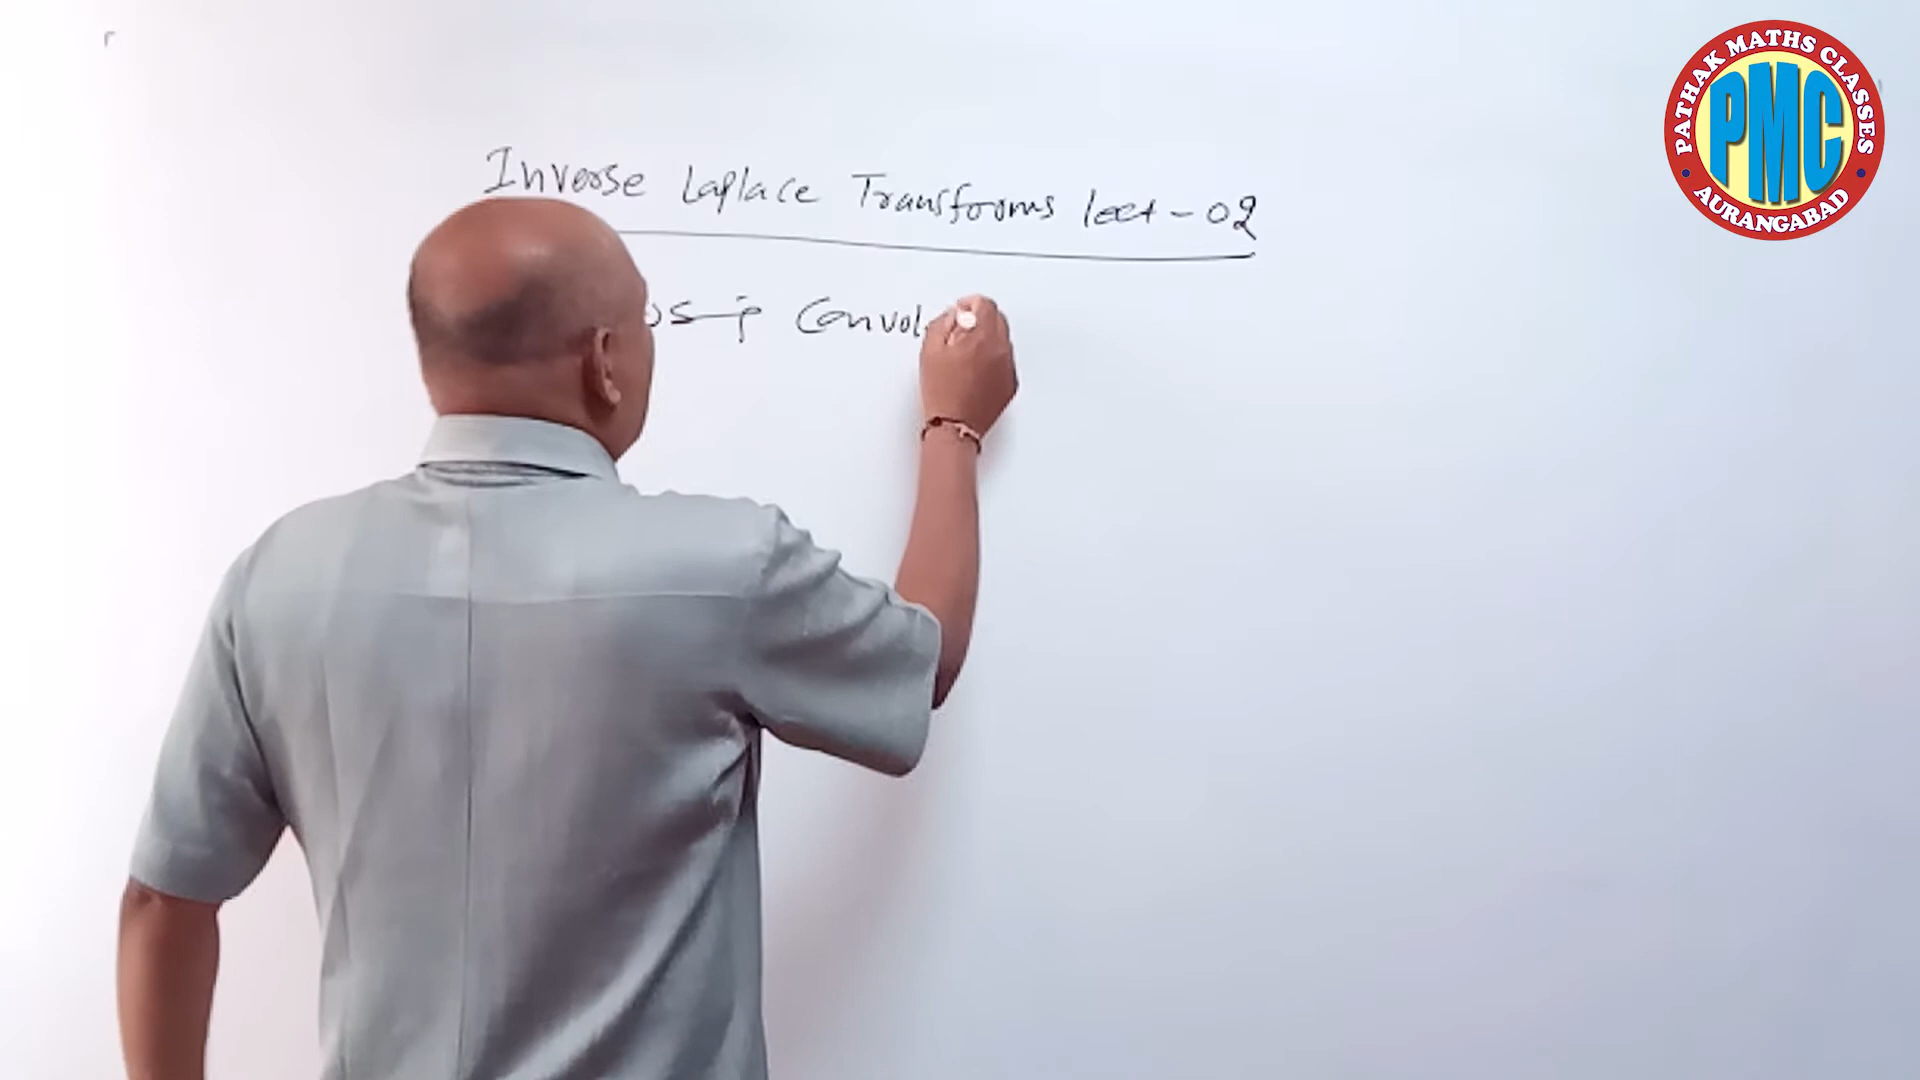 Inverse Laplace Transforms lect - 02
Convol
PATHAK MATHS CLASSES
PMC
AURANGABAD